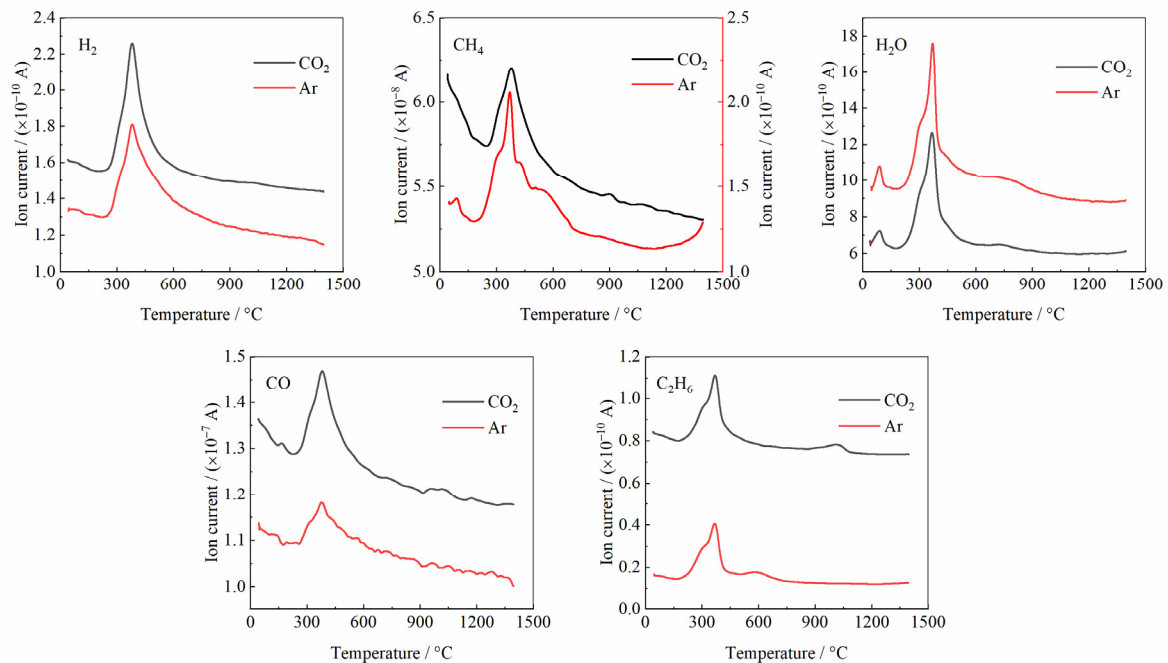 H₂
CO₂
Ar
2.4
2.2
2.0
1.8
1.6
1.4
1.2
1.0
Ion current / (×10⁻¹⁰ A)
0 300 600 900 1200 1500
Temperature / °C
CH₄
CO₂
Ar
6.5
6.0
5.5
5.0
Ion current / (×10⁻⁸ A)
2.5
2.0
1.5
1.0
Ion current / (×10⁻¹⁰ A)
0 300 600 900 1200 1500
Temperature / °C
H₂O
CO₂
Ar
18
16
14
12
10
8
6
Ion current / (×10⁻¹⁰ A)
0 300 600 900 1200 1500
Temperature / °C
CO
CO₂
Ar
1.5
1.4
1.3
1.2
1.1
1.0
Ion current / (×10⁻⁷ A)
0 300 600 900 1200 1500
Temperature / °C
C₂H₆
CO₂
Ar
1.2
1.0
0.8
0.6
0.4
0.2
0.0
Ion current / (×10⁻¹⁰ A)
0 300 600 900 1200 1500
Temperature / °C